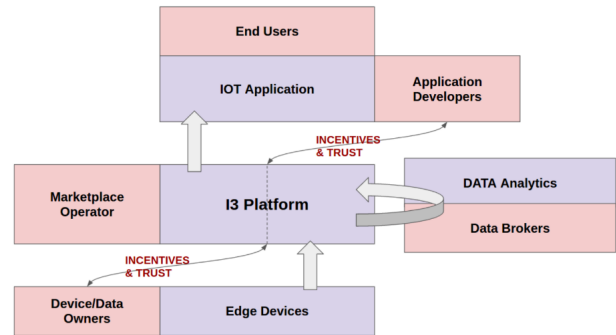 End Users
IOT Application
Application
Developers
INCENTIVES
& TRUST
Marketplace
Operator
I3 Platform
DATA Analytics
Data Brokers
INCENTIVES
& TRUST
Device/Data
Owners
Edge Devices